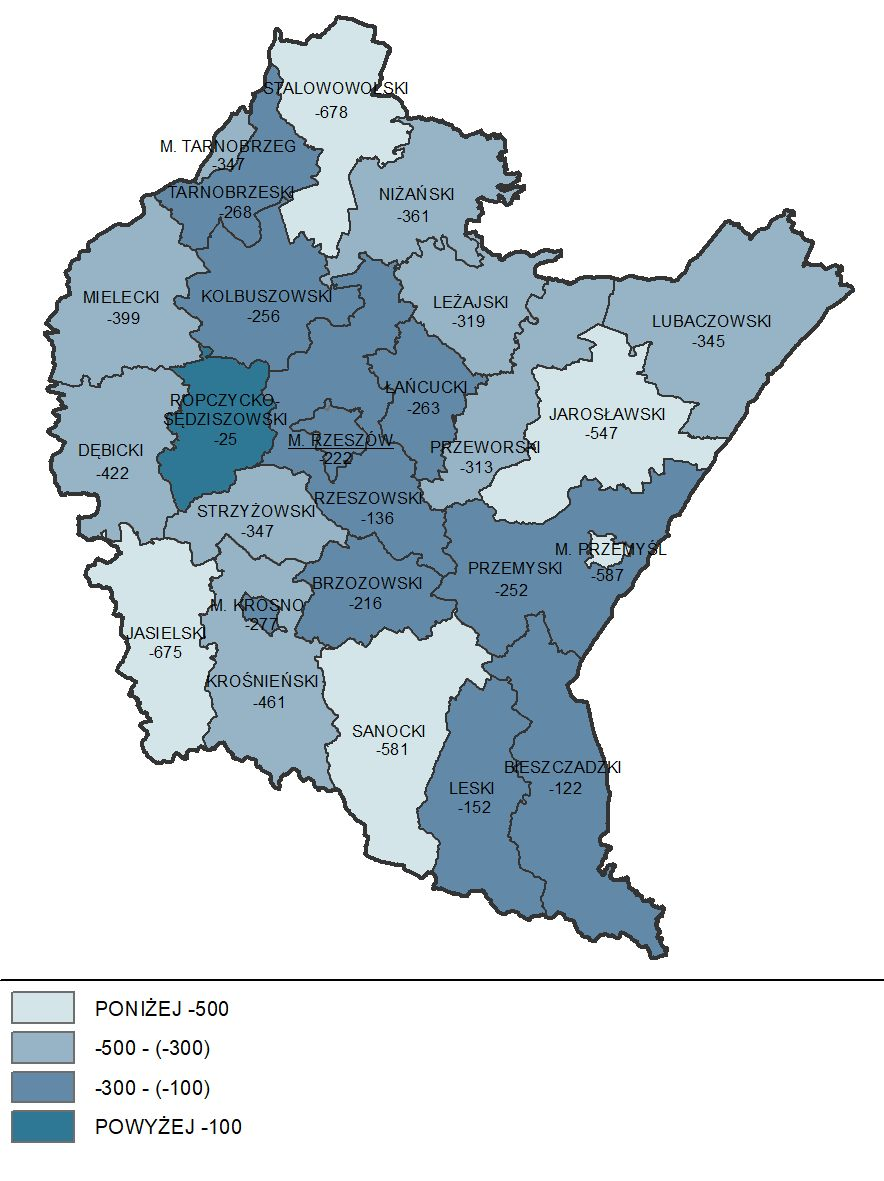 STALOWOWOLSKI
-678
M. TARNOBRZEG
-347
TARNOBRZESKI
-268
NIŻAŃSKI
-361
MIELECKI
-399
KOLBUSZOWSKI
-256
LEŻAJSKI
-319
LUBACZOWSKI
-345
ROPCZYCKO-
SĘDZISZOWSKI
-25
ŁAŃCUCKI
-263
JAROSŁAWSKI
-547
DĘBICKI
-422
M. RZESZÓW
-222
PRZEWORSKI
-313
RZESZOWSKI
-136
STRZYŻOWSKI
-347
M. PRZEMYŚL
-587
PRZEMYSKI
-252
BRZOZOWSKI
-216
M. KROSNO
-277
JASIELSKI
-675
KROŚNIEŃSKI
-461
SANOCKI
-581
LESKI
-152
BIESZCZADZKI
-122
PONIŻEJ -500
-500 - (-300)
-300 - (-100)
POWYŻEJ -100